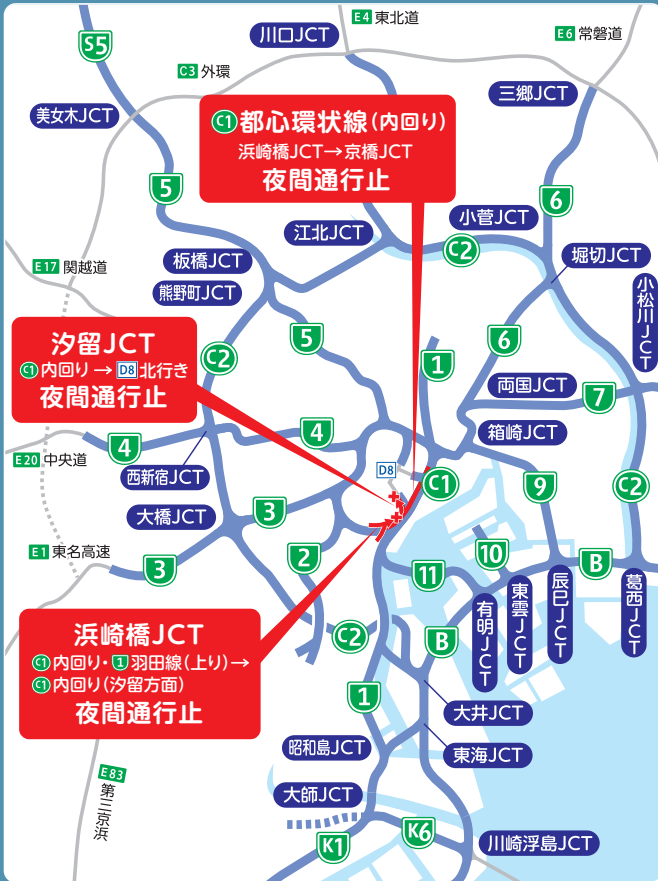 E4 東北道
川口JCT
E6 常磐道
S5
C3 外環
三郷JCT
美女木JCT
C1 都心環状線(内回り)
浜崎橋JCT→京橋JCT
夜間通行止
5
6
小菅JCT
江北JCT
C2
堀切JCT
板橋JCT
E17 関越道
熊野町JCT
小松川JCT
汐留JCT
C1 内回り→D8 北行き
夜間通行止
C2
5
1
6
両国JCT
7
箱崎JCT
4
4
E20 中央道
西新宿JCT
D8
C1
9
C2
大橋JCT
3
E1 東名高速
3
2
11
10
B
有明JCT
東雲JCT
辰巳JCT
葛西JCT
浜崎橋JCT
C1 内回り・1 羽田線(上り)→
C1 内回り(汐留方面)
夜間通行止
C2
B
1
大井JCT
昭和島JCT
東海JCT
E83 第三京浜
大師JCT
K1
K6
川崎浮島JCT